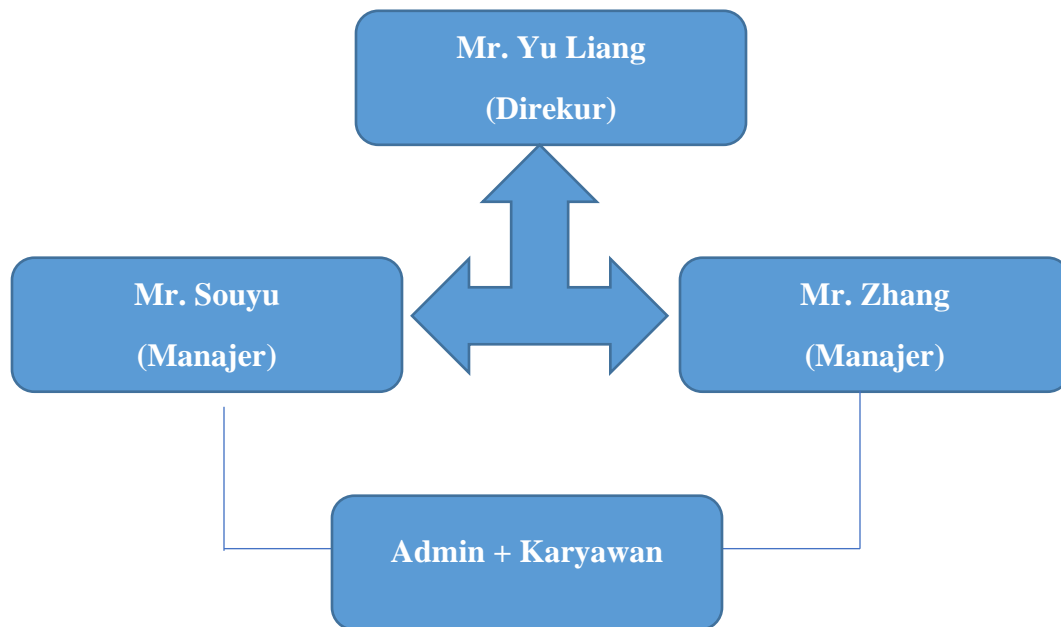 Mr. Yu Liang
(Direkur)
Mr. Souyu
(Manajer)
Mr. Zhang
(Manajer)
Admin + Karyawan